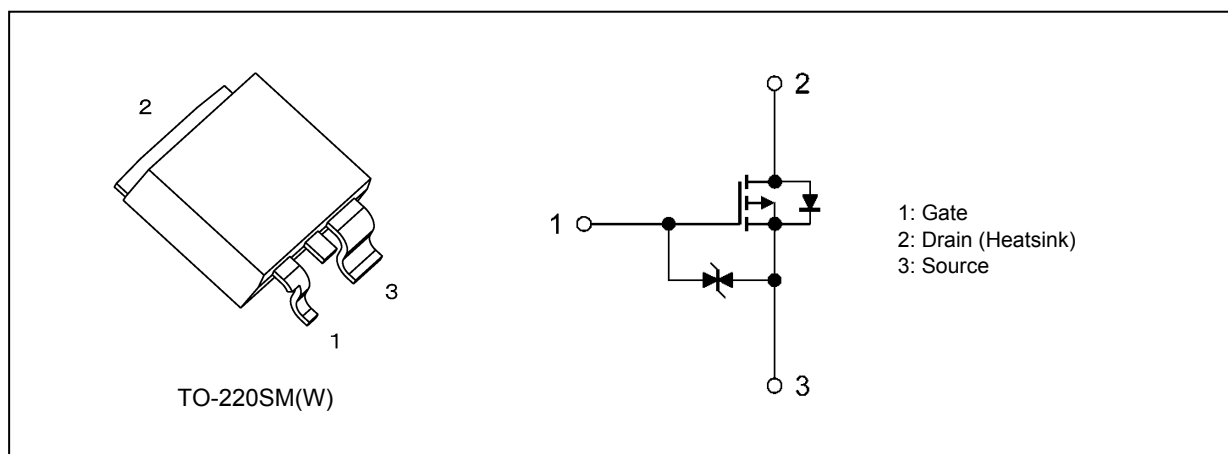 2
3
1
TO-220SM(W)
2
1
3
1: Gate
2: Drain (Heatsink)
3: Source